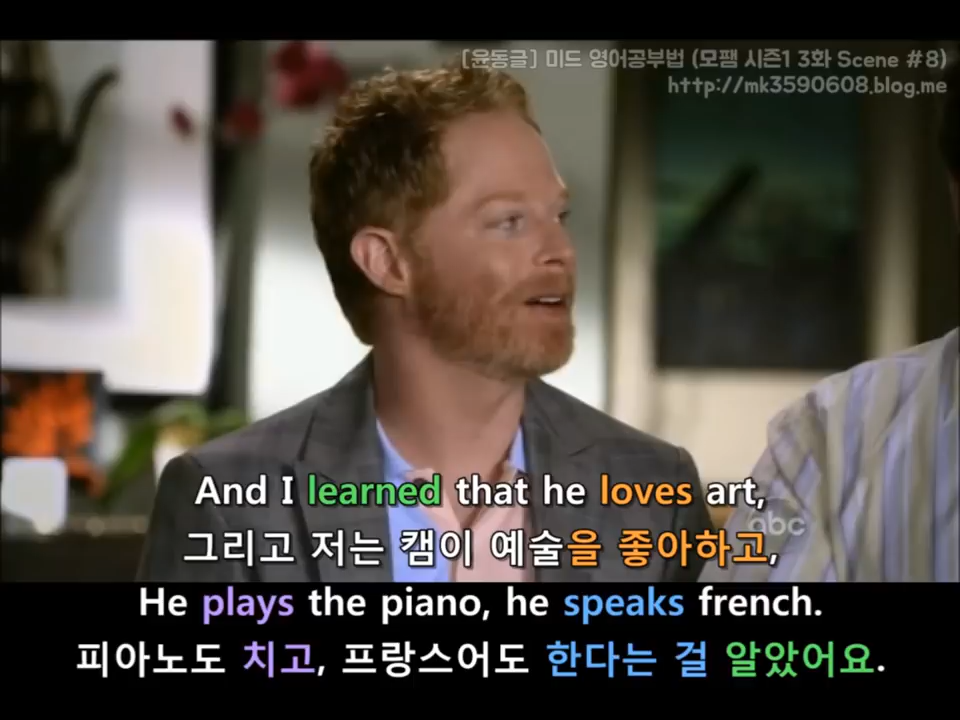 [윤동글] 미드 영어공부법 (모팸 시즌1 3화 Scene #8)
http://mk3590608.blog.me
And I learned that he loves art,
abc
그리고 저는 캠이 예술을 좋아하고,
He plays the piano, he speaks french.
피아노도 치고, 프랑스어도 한다는 걸 알았어요.